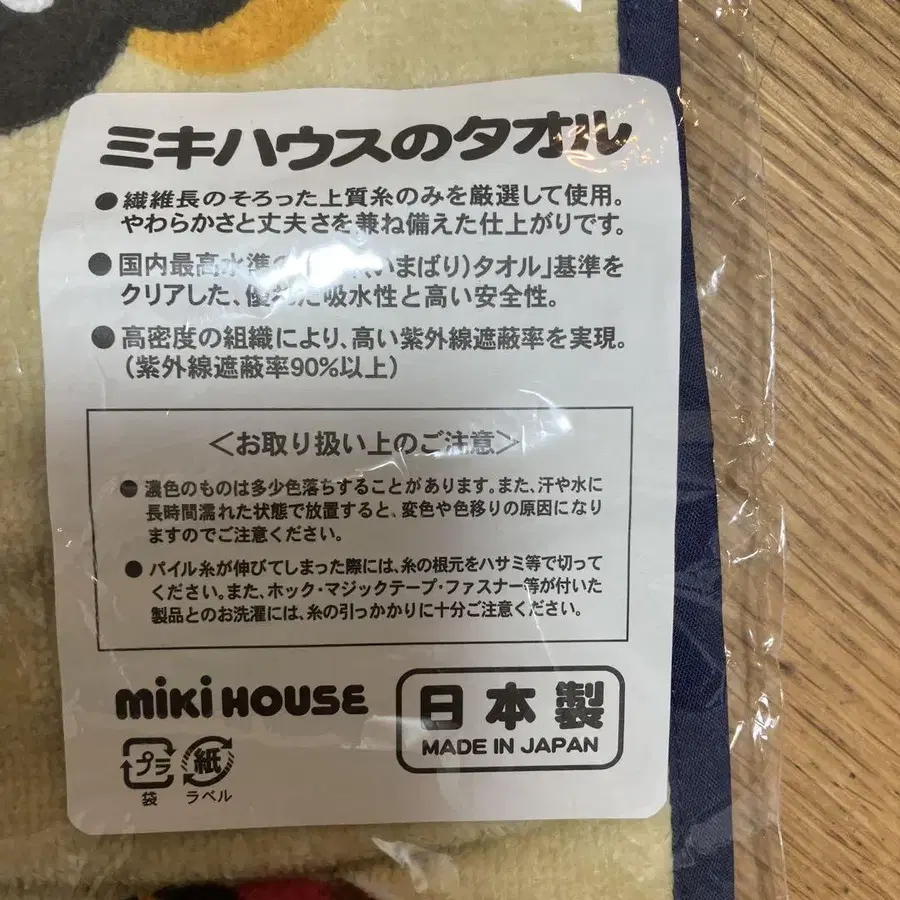 ミキハウスのタオル
●繊維長のそろった上質糸のみを厳選して使用。
やわらかさと丈夫さを兼ね備えた仕上がりです。
●国内最高水準の いまばり)タオル」基準を
クリアした、優れた吸水性と高い安全性。
●高密度の組織により、高い紫外線遮蔽率を実現。
(紫外線遮蔽率90%以上)
<お取り扱い上のご注意>
●濃色のものは多少色落ちすることがあります。また、汗や水に
長時間濡れた状態で放置すると、変色や色移りの原因になり
ますのでご注意ください。
●パイル糸が伸びてしまった際には、糸の根元をハサミ等で切って
ください。また、ホック・マジックテープ・ファスナー等が付いた
製品とのお洗濯には、糸の引っかかりに十分ご注意ください。
miki HOUSE
日本製
MADE IN JAPAN
プラ 紙
袋 ラベル